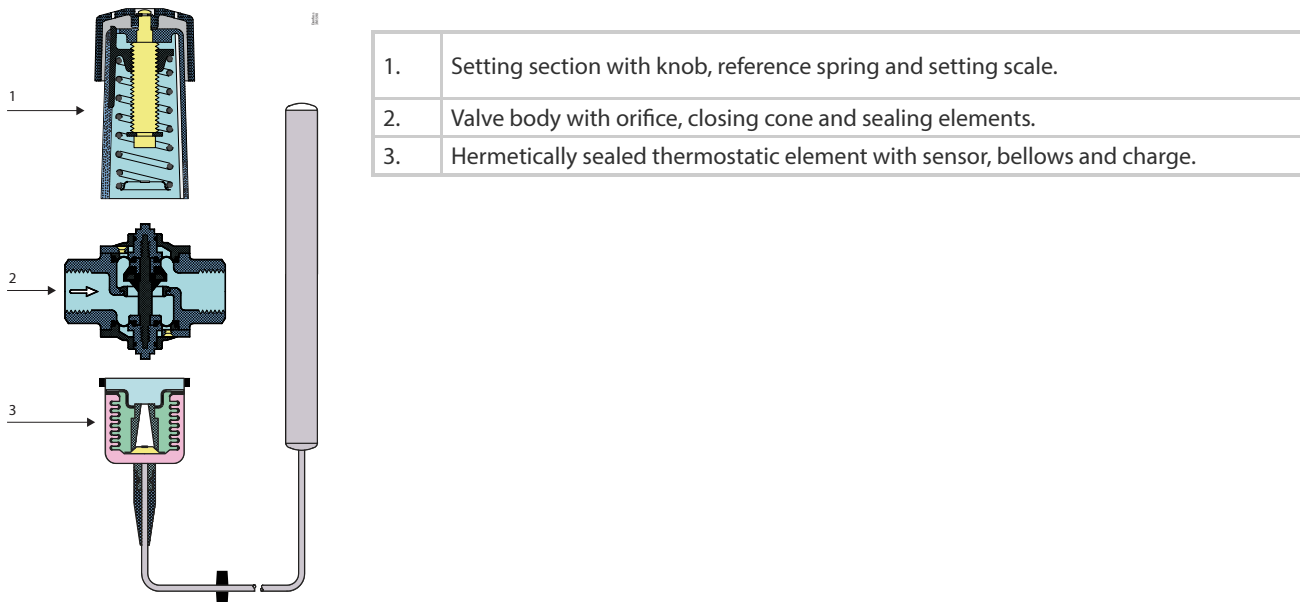 1
1. Setting section with knob, reference spring and setting scale.
2. Valve body with orifice, closing cone and sealing elements.
2
3. Hermetically sealed thermostatic element with sensor, bellows and charge.
3